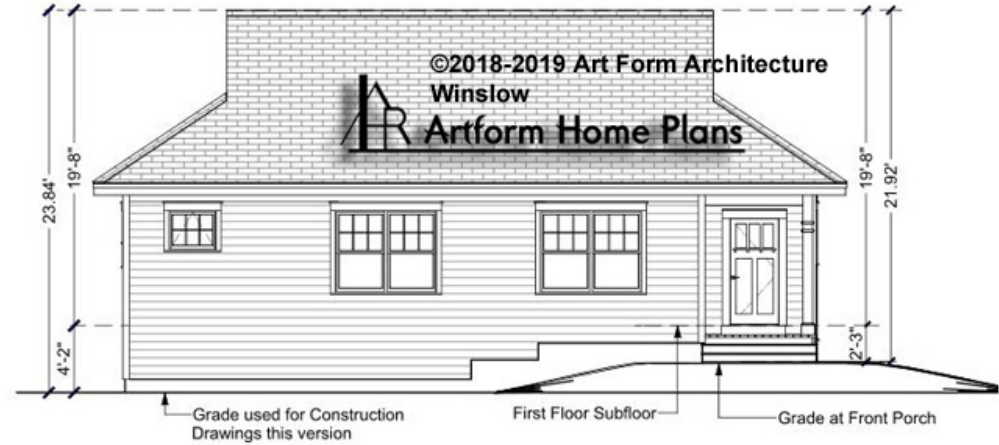 ©2018-2019 Art Form Architecture
Winslow
Artform Home Plans
23.84'
19'-8"
4'-2"
19'-8"
21.92'
2'-3"
Grade used for Construction
Drawings this version
First Floor Subfloor
Grade at Front Porch